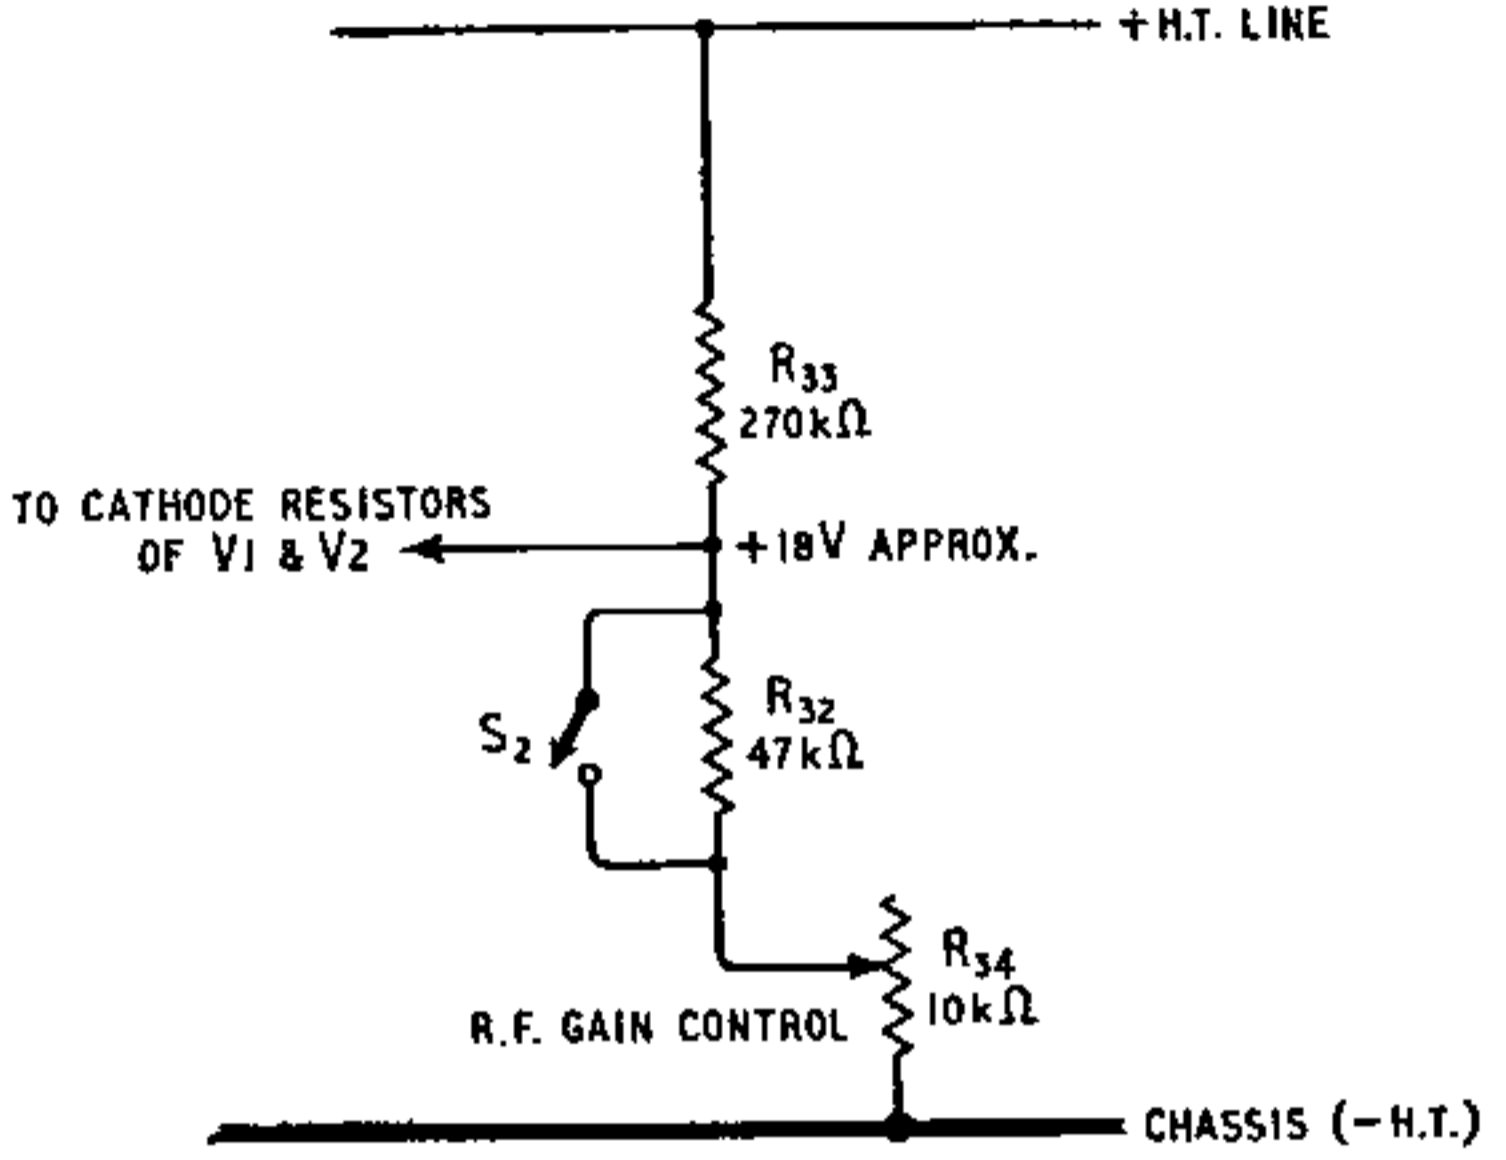 + H.T. LINE
R33
270kΩ
TO CATHODE RESISTORS
OF V1 & V2
+18V APPROX.
S2
R32
47kΩ
R34
10kΩ
R.F. GAIN CONTROL
CHASSIS (-H.T.)